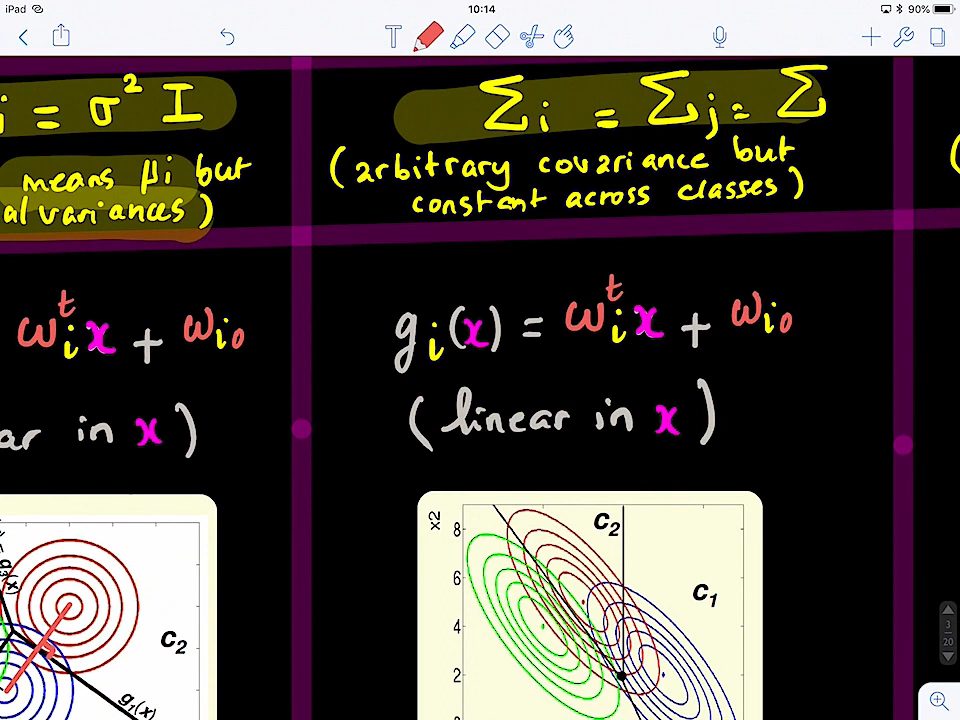 iPad 10:14 90%
T
i = σ² I
means μi but
al variances)
Σi = Σj = Σ
(arbitrary covariance but
constant across classes)
(
ωᵢᵗx + ωi0
ar in x)
gi(x) = ωᵢᵗx + ωi0
(linear in x)
c2
g1(x)
x2
8
6
4
2
c2
c1
3
20